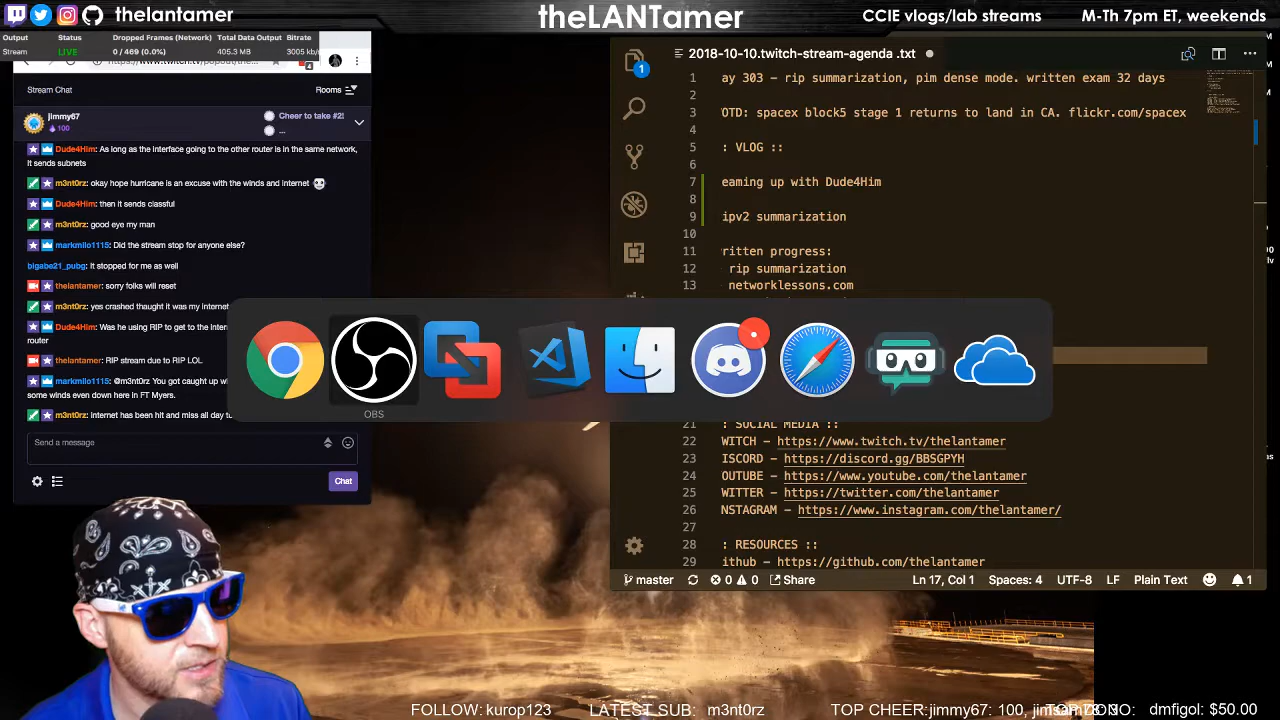 thelantamer
theLANTamer
CCIE vlogs/lab streams
M-Th 7pm ET, weekends
Output Status Dropped Frames (Network) Total Data Output Bitrate
Stream LIVE 0 / 469 (0.0%) 405.3 MB 3005 kb/
https://www.twitch.tv/popout/the
4
Stream Chat
Rooms
jimmy67
100
Cheer to take #2!
...
Dude4Him: As long as the interface going to the other router is in the same network,
It sends subnets
m3nt0rz: okay hope hurricane is an excuse with the winds and internet
Dude4Him: then it sends classful
m3nt0rz: good eye my man
markmilo1115: Did the stream stop for anyone else?
bigabe21_pubg: It stopped for me as well
thelantamer: sorry folks will reset
m3nt0rz: yes crashed thought it was my internet
Dude4Him: Was he using RIP to get to the inter
router
thelantamer: RIP stream due to RIP LOL
markmilo1115: @m3nt0rz You got caught up w
some winds even down here in FT Myers.
m3nt0rz: Internet has been hit and miss all day to
Send a message
Chat
2018-10-10.twitch-stream-agenda .txt
1
1 ay 303 – rip summarization, pim dense mode. written exam 32 days
2
3 OTD: spacex block5 stage 1 returns to land in CA. flickr.com/spacex
4
5 : VLOG ::
6
7 eaming up with Dude4Him
8
9 ipv2 summarization
10
11 ritten progress:
12 rip summarization
13 networklessons.com
OBS
21 : SOCIAL MEDIA ::
22 WITCH – https://www.twitch.tv/thelantamer
23 ISCORD – https://discord.gg/BBSGPYH
24 OUTUBE – https://www.youtube.com/thelantamer
25 WITTER – https://twitter.com/thelantamer
26 NSTAGRAM – https://www.instagram.com/thelantamer/
27
28 : RESOURCES ::
29 ithub – https://github.com/thelantamer
master 0 0 Share Ln 17, Col 1 Spaces: 4 UTF-8 LF Plain Text 1
FOLLOW: kurop123
LATEST SUB: m3nt0rz
TOP CHEER:jimmy67: 100,
dmfigol: $50.00